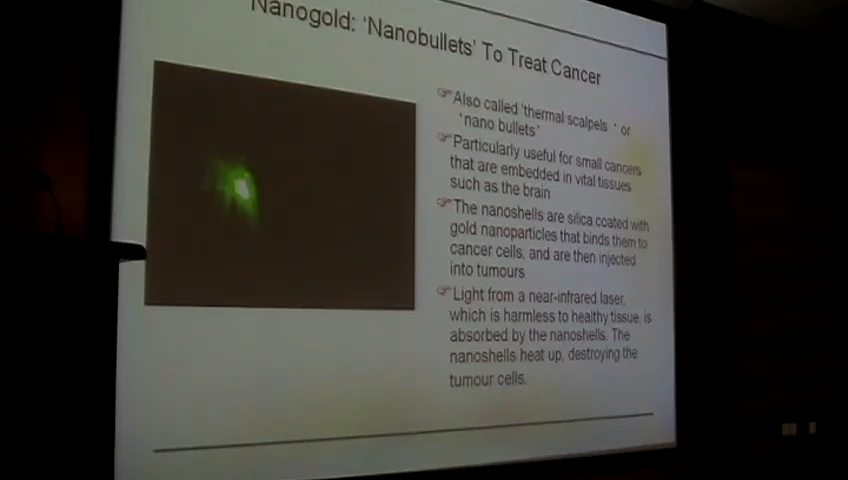 Nanogold: 'Nanobullets' To Treat Cancer
Also called 'thermal scalpels ' or
'nano bullets'
Particularly useful for small cancers
that are embedded in vital tissues
such as the brain
The nanoshells are silica coated with
gold nanoparticles that binds them to
cancer cells, and are then injected
into tumours
Light from a near-infrared laser,
which is harmless to healthy tissue, is
absorbed by the nanoshells. The
nanoshells heat up, destroying the
tumour cells.